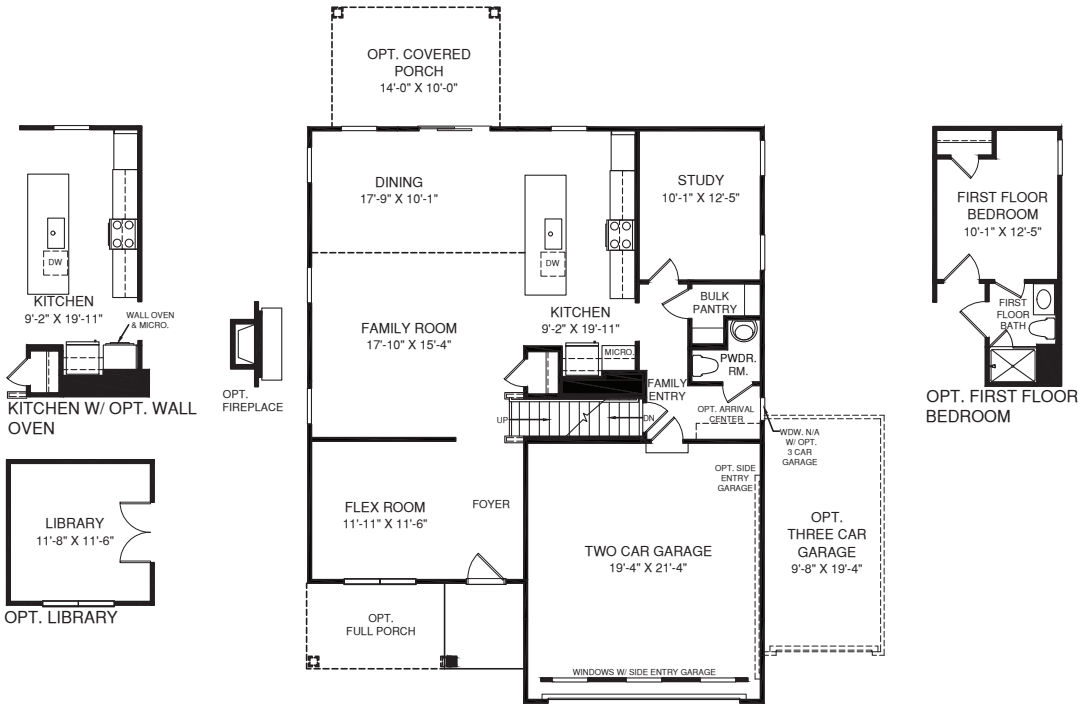 OPT. COVERED
PORCH
14'-0" X 10'-0"
DINING
17'-9" X 10'-1"
STUDY
10'-1" X 12'-5"
DW
KITCHEN
9'-2" X 19'-11"
BULK
PANTRY
FAMILY ROOM
17'-10" X 15'-4"
MICRO.
PWDR.
RM.
FAMILY
ENTRY
OPT. ARRIVAL
CENTER
UP
DN
WDW. N/A
W/ OPT.
3 CAR
GARAGE
OPT. SIDE
ENTRY
GARAGE
FLEX ROOM
11'-11" X 11'-6"
FOYER
TWO CAR GARAGE
19'-4" X 21'-4"
OPT.
THREE CAR
GARAGE
9'-8" X 19'-4"
OPT.
FULL PORCH
WINDOWS W/ SIDE ENTRY GARAGE
DW
KITCHEN
9'-2" X 19'-11"
WALL OVEN
& MICRO.
KITCHEN W/ OPT. WALL
OVEN
OPT.
FIREPLACE
LIBRARY
11'-8" X 11'-6"
OPT. LIBRARY
FIRST FLOOR
BEDROOM
10'-1" X 12'-5"
FIRST
FLOOR
BATH
OPT. FIRST FLOOR
BEDROOM